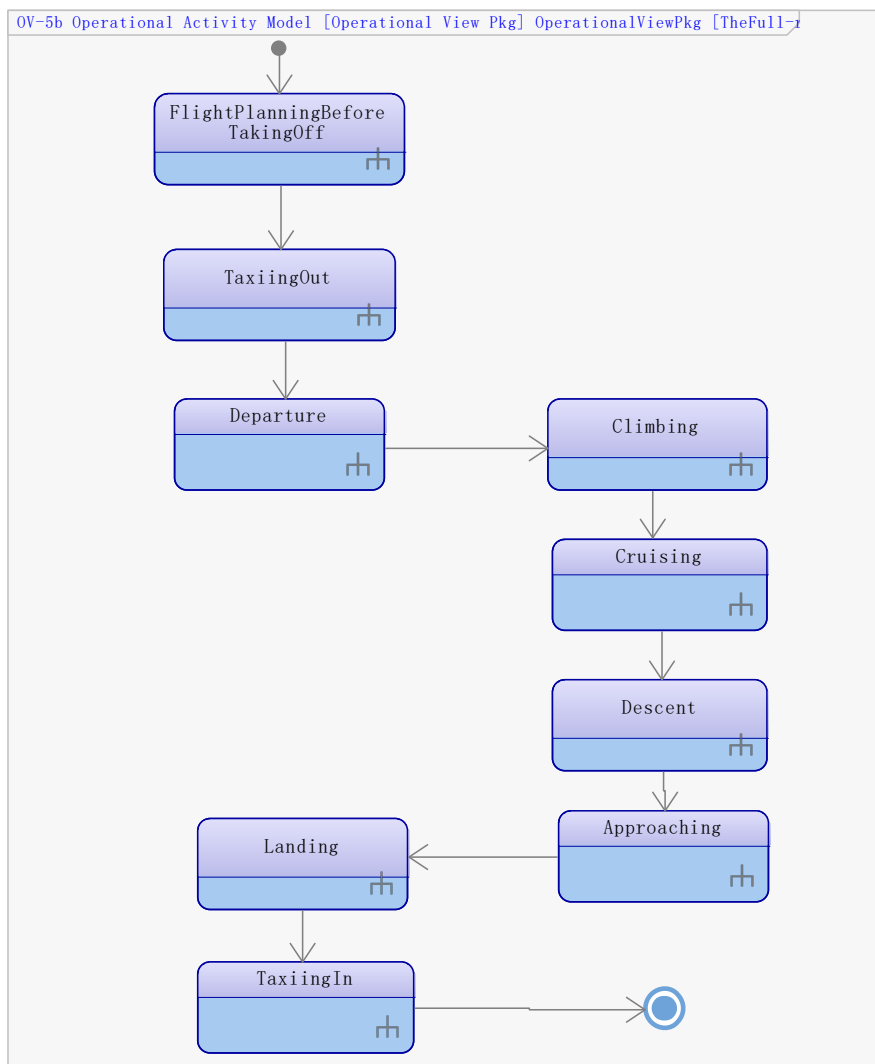 OV-5b Operational Activity Model [Operational View Pkg] OperationalViewPkg [TheFull-
FlightPlanningBefore
TakingOff
TaxiingOut
Departure
Climbing
Cruising
Descent
Approaching
Landing
TaxiingIn